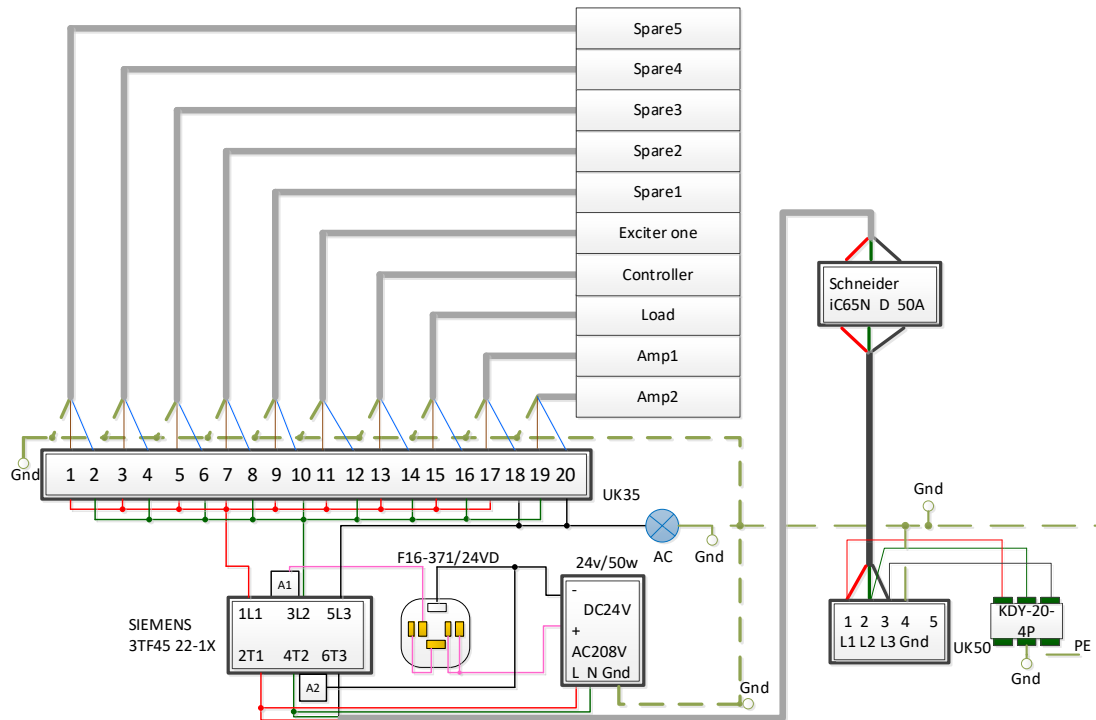 Spare5
Spare4
Spare3
Spare2
Spare1
Exciter one
Controller
Load
Amp1
Amp2
Schneider
iC65N D 50A
Gnd
1 2 3 4 5 6 7 8 9 10 11 12 13 14 15 16 17 18 19 20
UK35
AC
Gnd
Gnd
F16-371/24VD
24v/50w
A1
1L1 3L2 5L3
SIEMENS
3TF45 22-1X
2T1 4T2 6T3
A2
-
DC24V
+
AC208V
L N Gnd
Gnd
1 2 3 4 5
L1 L2 L3 Gnd
UK50
KDY-20-
4P
PE
Gnd